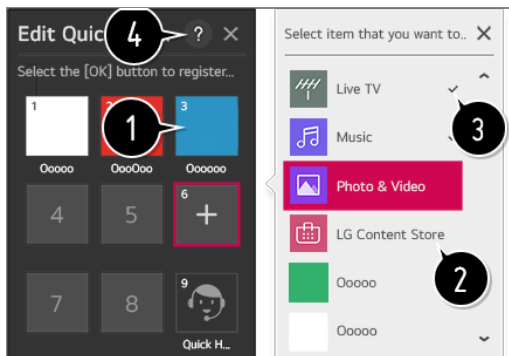 Edit Quic
4
?
Select the [OK] button to register...
1
2
3
1
Ooooo
OooOoo
Oooooo
4
5
6
+
7
8
9
Quick H...
Select item that you want to..
Live TV
3
Music
Photo & Video
LG Content Store
2
Ooooo
Ooooo